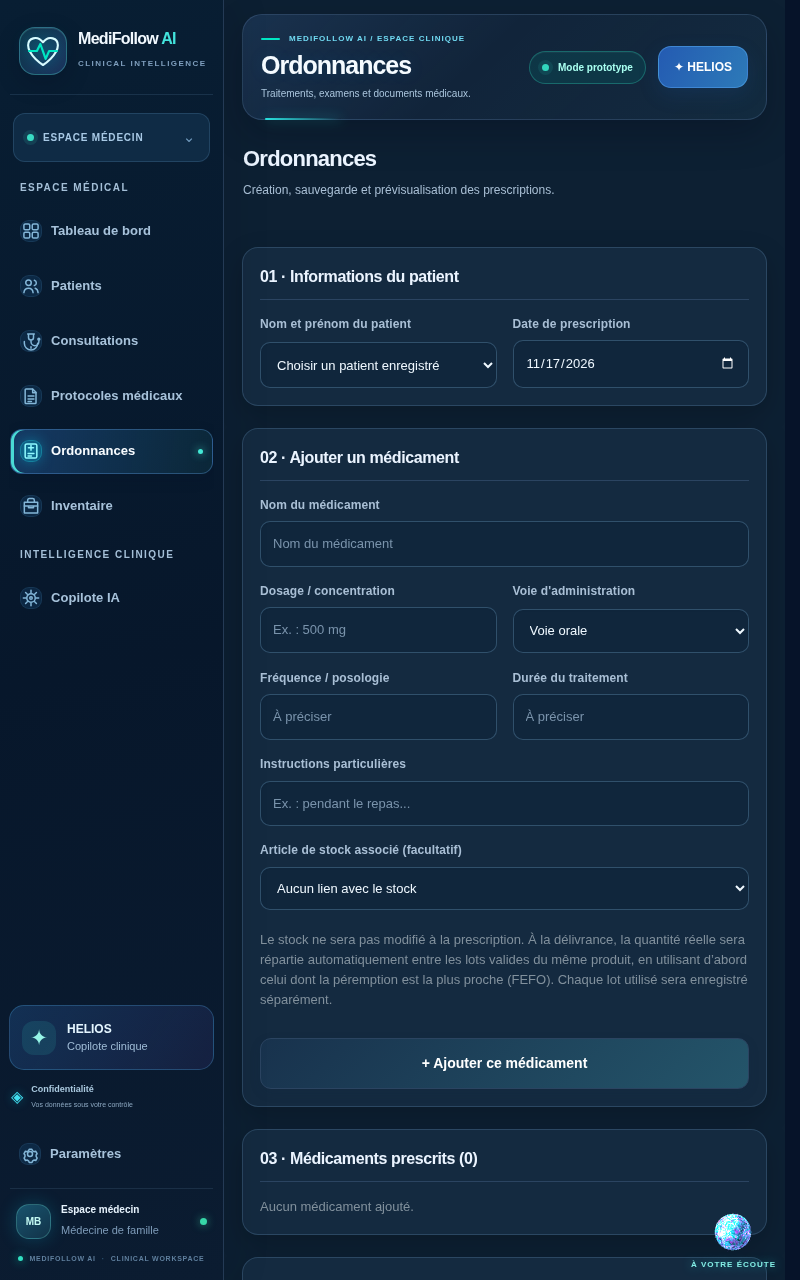 MediFollow AI
CLINICAL INTELLIGENCE
ESPACE MÉDECIN
ESPACE MÉDICAL
Tableau de bord
Patients
Consultations
Protocoles médicaux
Ordonnances
Inventaire
INTELLIGENCE CLINIQUE
Copilote IA
HELIOS
Copilote clinique
Confidentialité
Vos données sous votre contrôle
Paramètres
MB
Espace médecin
Médecine de famille
MEDIFOLLOW AI · CLINICAL WORKSPACE
MEDIFOLLOW AI / ESPACE CLINIQUE
Ordonnances
Traitements, examens et documents médicaux.
Mode prototype
✦ HELIOS
Ordonnances
Création, sauvegarde et prévisualisation des prescriptions.
01 · Informations du patient
Nom et prénom du patient
Choisir un patient enregistré
Date de prescription
11/17/2026
02 · Ajouter un médicament
Nom du médicament
Nom du médicament
Dosage / concentration
Ex. : 500 mg
Voie d'administration
Voie orale
Fréquence / posologie
À préciser
Durée du traitement
À préciser
Instructions particulières
Ex. : pendant le repas...
Article de stock associé (facultatif)
Aucun lien avec le stock
Le stock ne sera pas modifié à la prescription. À la délivrance, la quantité réelle sera
répartie automatiquement entre les lots valides du même produit, en utilisant d'abord
celui dont la péremption est la plus proche (FEFO). Chaque lot utilisé sera enregistré
séparément.
+ Ajouter ce médicament
03 · Médicaments prescrits (0)
Aucun médicament ajouté.
À VOTRE ÉCOUTE